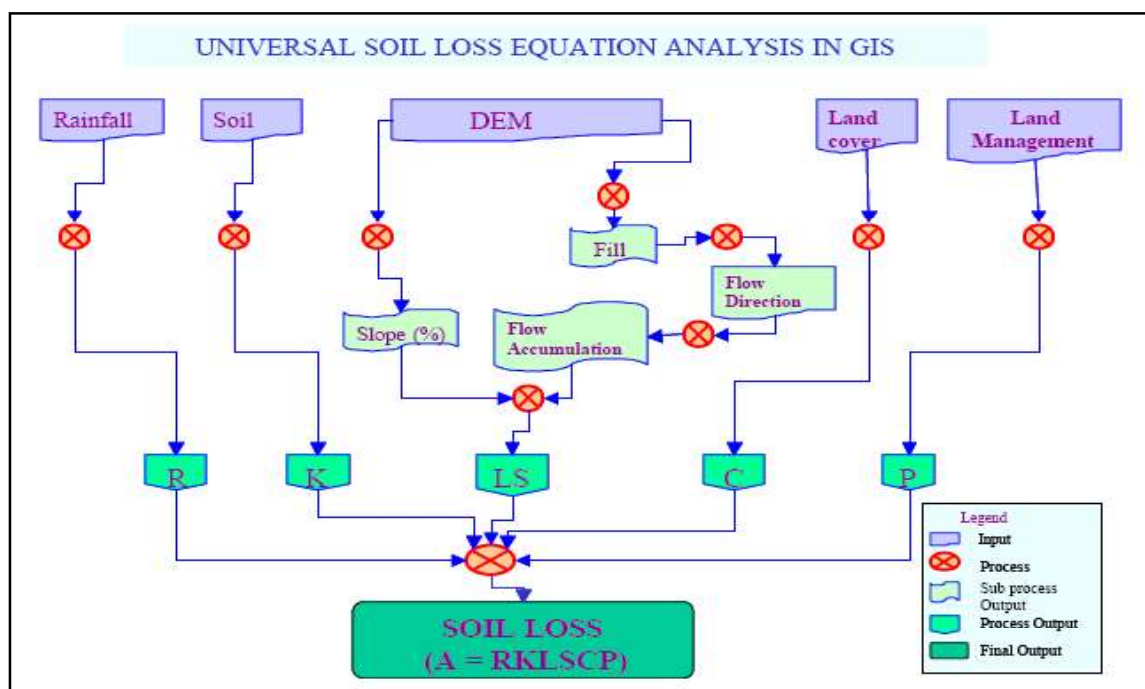 UNIVERSAL SOIL LOSS EQUATION ANALYSIS IN GIS
Rainfall
Soil
DEM
Land
cover
Land
Management
Fill
Flow
Direction
Slope (%)
Flow
Accumulation
R
K
LS
C
P
SOIL LOSS
(A = RKLSCP)
Legend
Input
Process
Sub process
Output
Process Output
Final Output